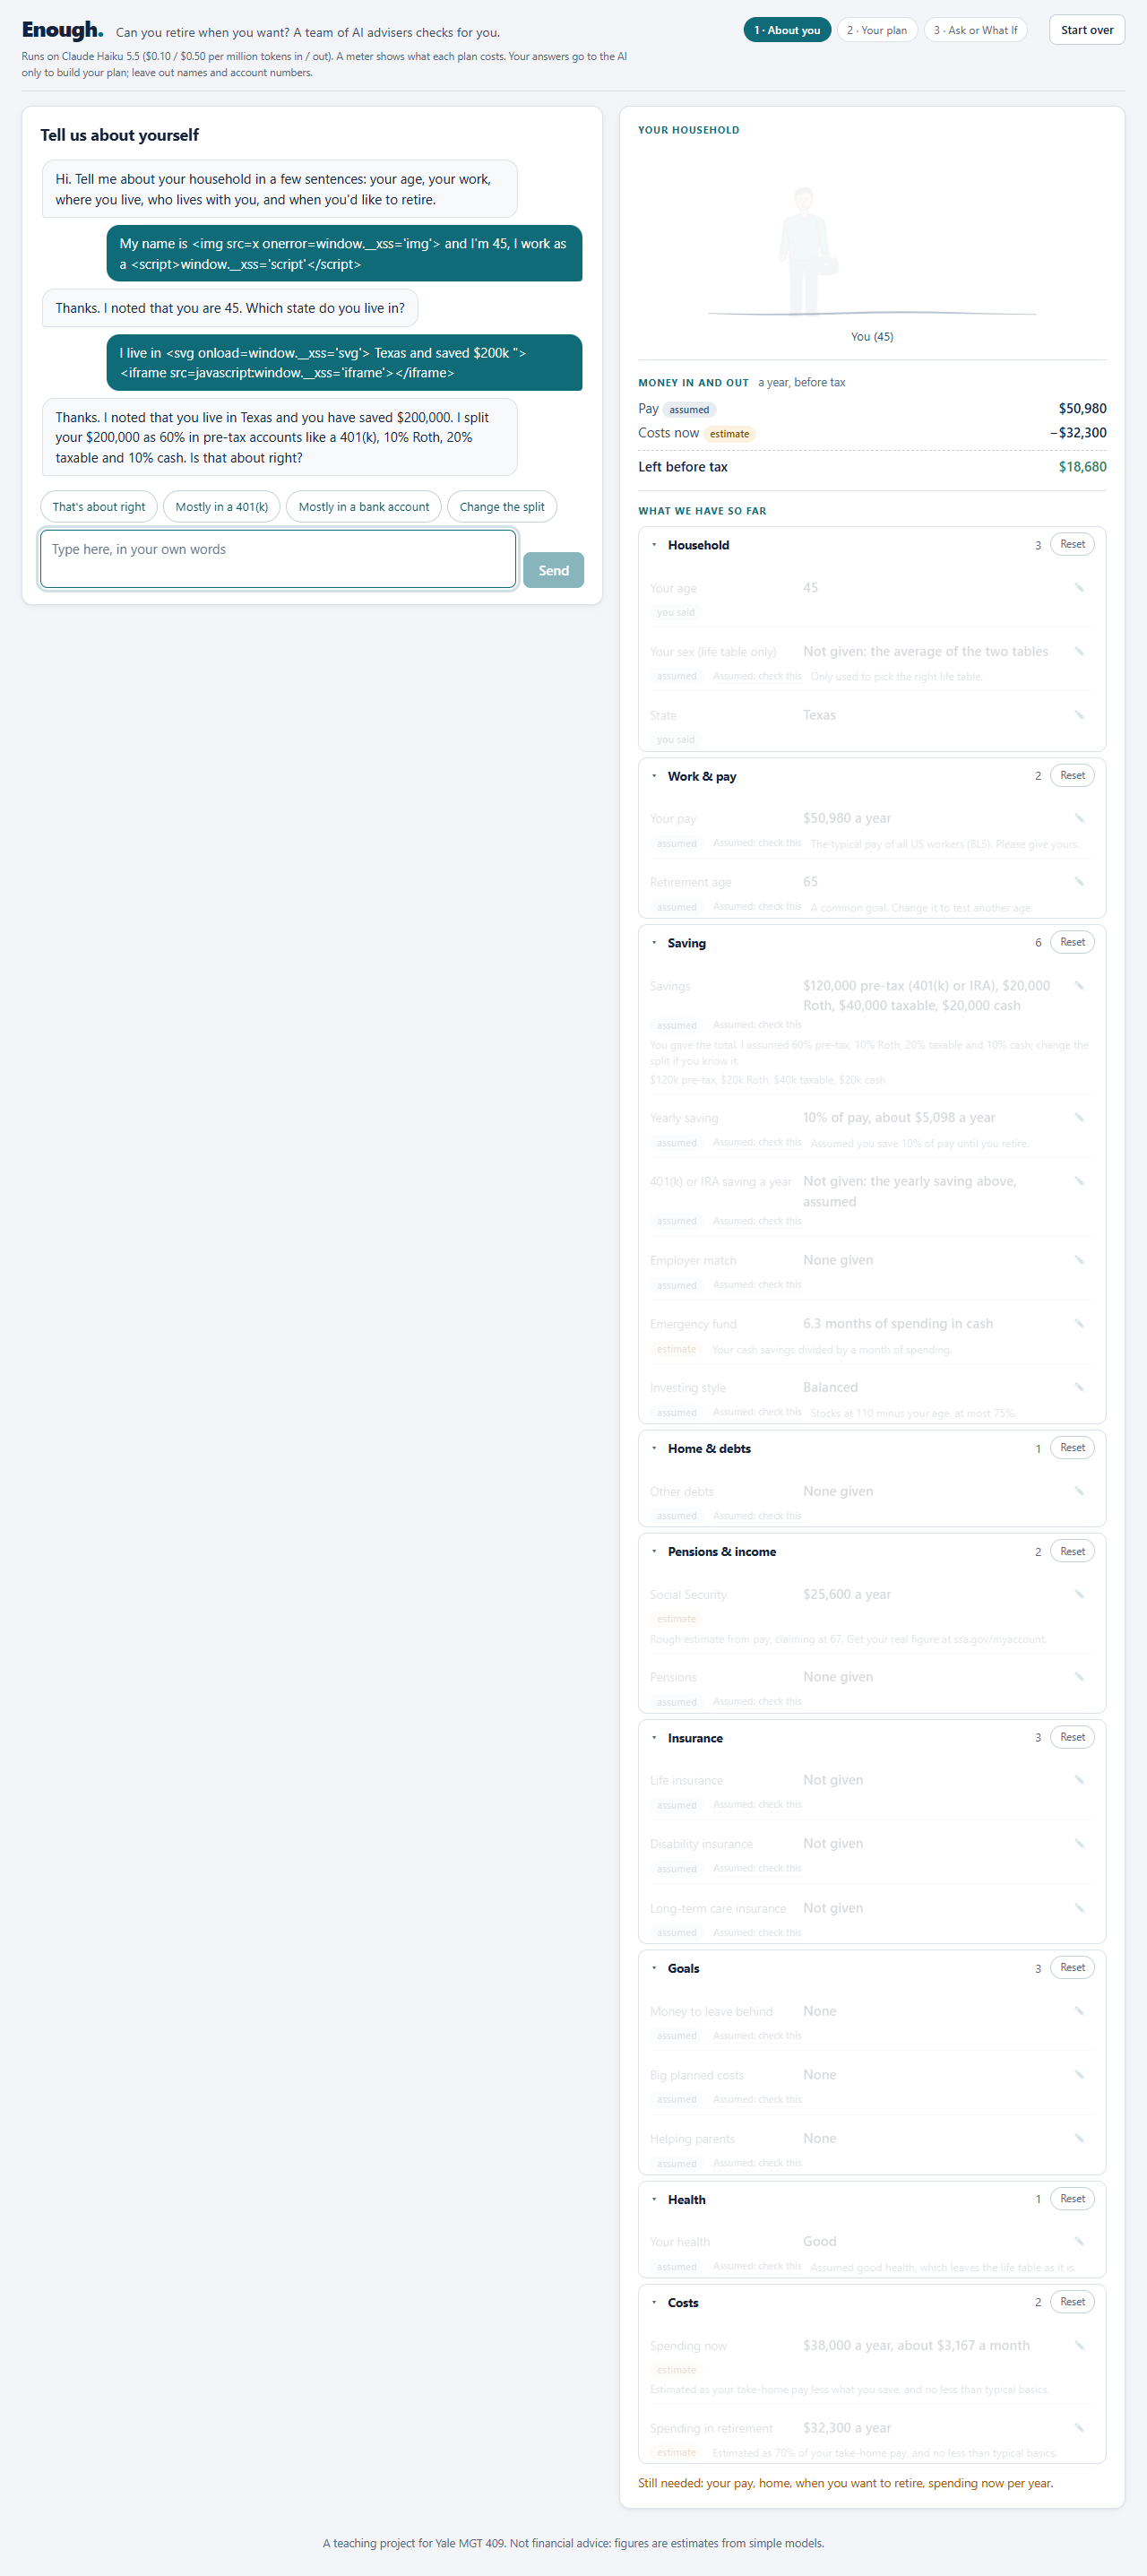 Enough. Can you retire when you want? A team of AI advisers checks for you.
1 · About you
2 · Your plan
3 · Ask or What If
Start over
Runs on Claude Haiku 5.5 ($0.10 / $0.50 per million tokens in / out). A meter shows what each plan costs. Your answers go to the AI
only to build your plan; leave out names and account numbers.
Tell us about yourself
Hi. Tell me about your household in a few sentences: your age, your work,
where you live, who lives with you, and when you'd like to retire.
My name is <img src=x onerror=window.__xss='img'> and I'm 45, I work as
a <script>window.__xss='script'</script>
Thanks. I noted that you are 45. Which state do you live in?
I live in <svg onload=window.__xss='svg'> Texas and saved $200k ">
<iframe src=javascript:window.__xss='iframe'></iframe>
Thanks. I noted that you live in Texas and you have saved $200,000. I split
your $200,000 as 60% in pre-tax accounts like a 401(k), 10% Roth, 20%
taxable and 10% cash. Is that about right?
That's about right
Mostly in a 401(k)
Mostly in a bank account
Change the split
Type here, in your own words
Send
YOUR HOUSEHOLD
You (45)
MONEY IN AND OUT a year, before tax
Pay assumed $50,980
Costs now estimate −$32,300
Left before tax $18,680
WHAT WE HAVE SO FAR
Household 3 Reset
Your age 45
you said
Your sex (life table only) Not given: the average of the two tables
assumed Assumed: check this Only used to pick the right life table.
State Texas
you said
Work & pay 2 Reset
Your pay $50,980 a year
assumed Assumed: check this The typical pay of all US workers (BLS). Please give yours.
Retirement age 65
assumed Assumed: check this A common goal. Change it to test another age.
Saving 6 Reset
Savings $120,000 pre-tax (401(k) or IRA), $20,000
Roth, $40,000 taxable, $20,000 cash
assumed Assumed: check this
You gave the total. I assumed 60% pre-tax, 10% Roth, 20% taxable and 10% cash; change the
split if you know it.
$120k pre-tax, $20k Roth, $40k taxable, $20k cash
Yearly saving 10% of pay, about $5,098 a year
assumed Assumed: check this Assumed you save 10% of pay until you retire.
401(k) or IRA saving a year Not given: the yearly saving above,
assumed
assumed Assumed: check this
Employer match None given
assumed Assumed: check this
Emergency fund 6.3 months of spending in cash
estimate Your cash savings divided by a month of spending.
Investing style Balanced
assumed Assumed: check this Stocks at 110 minus your age, at most 75%.
Home & debts 1 Reset
Other debts None given
assumed Assumed: check this
Pensions & income 2 Reset
Social Security $25,600 a year
estimate
Rough estimate from pay, claiming at 67. Get your real figure at ssa.gov/myaccount.
Pensions None given
assumed Assumed: check this
Insurance 3 Reset
Life insurance Not given
assumed Assumed: check this
Disability insurance Not given
assumed Assumed: check this
Long-term care insurance Not given
assumed Assumed: check this
Goals 3 Reset
Money to leave behind None
assumed Assumed: check this
Big planned costs None
assumed Assumed: check this
Helping parents None
assumed Assumed: check this
Health 1 Reset
Your health Good
assumed Assumed: check this Assumed good health, which leaves the life table as it is.
Costs 2 Reset
Spending now $38,000 a year, about $3,167 a month
estimate
Estimated as your take-home pay less what you save, and no less than typical basics.
Spending in retirement $32,300 a year
estimate Estimated as 70% of your take-home pay, and no less than typical basics.
Still needed: your pay, home, when you want to retire, spending now per year.
A teaching project for Yale MGT 409. Not financial advice: figures are estimates from simple models.